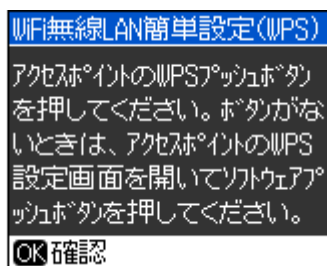 WiFi無線LAN簡単設定(WPS)
ｱｸｾｽﾎﾟｲﾝﾄのWPSﾌﾟｯｼｭﾎﾞﾀﾝ
を押してください。ﾎﾞﾀﾝがな
いときは、ｱｸｾｽﾎﾟｲﾝﾄのWPS
設定画面を開いてｿﾌﾄｳｪｱﾌﾟ
ｯｼｭﾎﾞﾀﾝを押してください。
OK確認